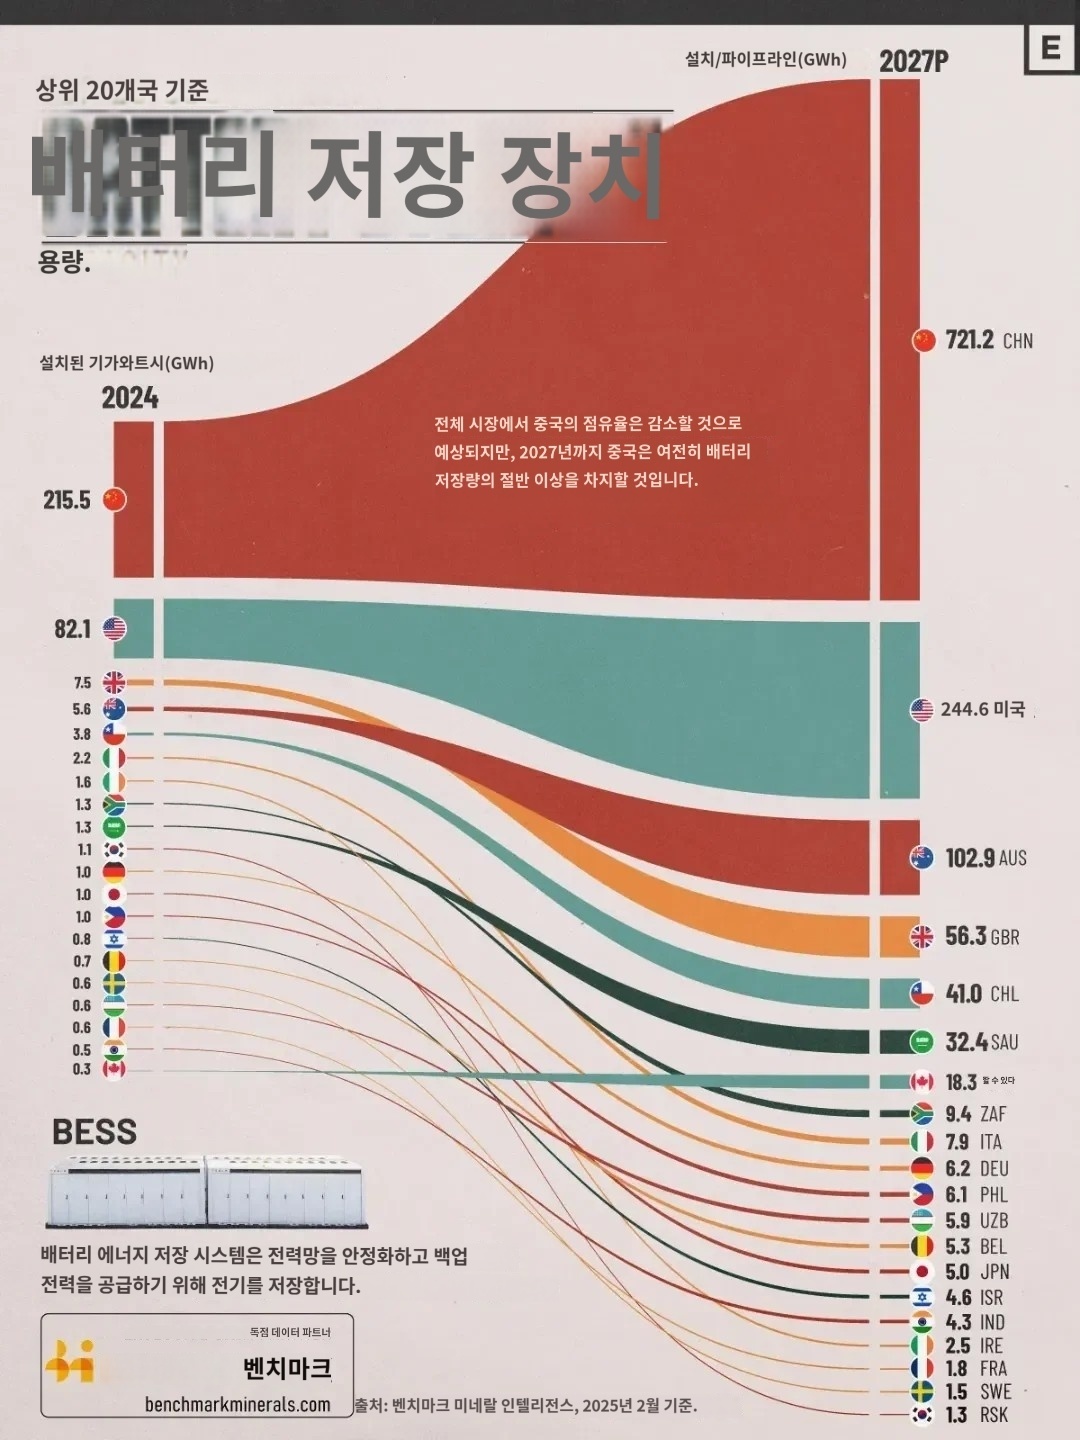 설치/파이프라인(GWh) 2027P
E
상위 20개국 기준
배터리 저장 장치
용량.
설치된 기가와트시(GWh)
2024
전체 시장에서 중국의 점유율은 감소할 것으로
예상되지만, 2027년까지 중국은 여전히 배터리
저장량의 절반 이상을 차지할 것입니다.
215.5
82.1
7.5
5.6
3.8
2.2
1.6
1.3
1.3
1.1
1.0
1.0
1.0
0.8
0.7
0.6
0.6
0.6
0.5
0.3
721.2 CHN
244.6 미국
102.9 AUS
56.3 GBR
41.0 CHL
32.4 SAU
18.3 할 수 있다
9.4 ZAF
7.9 ITA
6.2 DEU
6.1 PHL
5.9 UZB
5.3 BEL
5.0 JPN
4.6 ISR
4.3 IND
2.5 IRE
1.8 FRA
1.5 SWE
1.3 RSK
BESS
배터리 에너지 저장 시스템은 전력망을 안정화하고 백업
전력을 공급하기 위해 전기를 저장합니다.
독점 데이터 파트너
벤치마크
benchmarkminerals.com
출처: 벤치마크 미네랄 인텔리전스, 2025년 2월 기준.